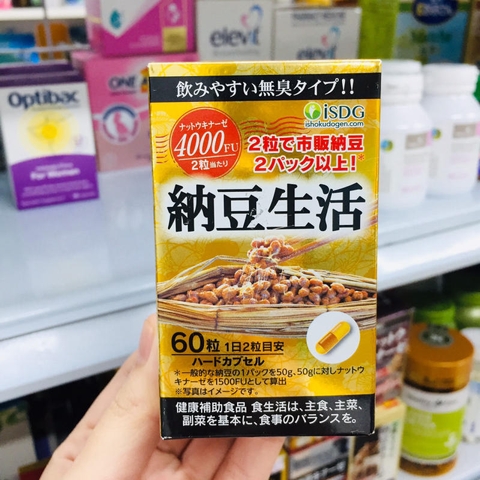 飲みやすい無臭タイプ!!
ナットウキナーゼ
4000FU
2粒当たり
iSDG
ishokudogen.com
2粒で市販納豆
2パック以上!*
納豆生活
60粒 1日2粒目安
ハードカプセル
*一般的な納豆の1パックを50g、50gに対しナットウ
キナーゼを1500FUとして算出
※写真はイメージです。
健康補助食品 食生活は、主食、主菜、
副菜を基本に、食事のバランスを。
Optibac
For Women
elevit
elevit
ONE